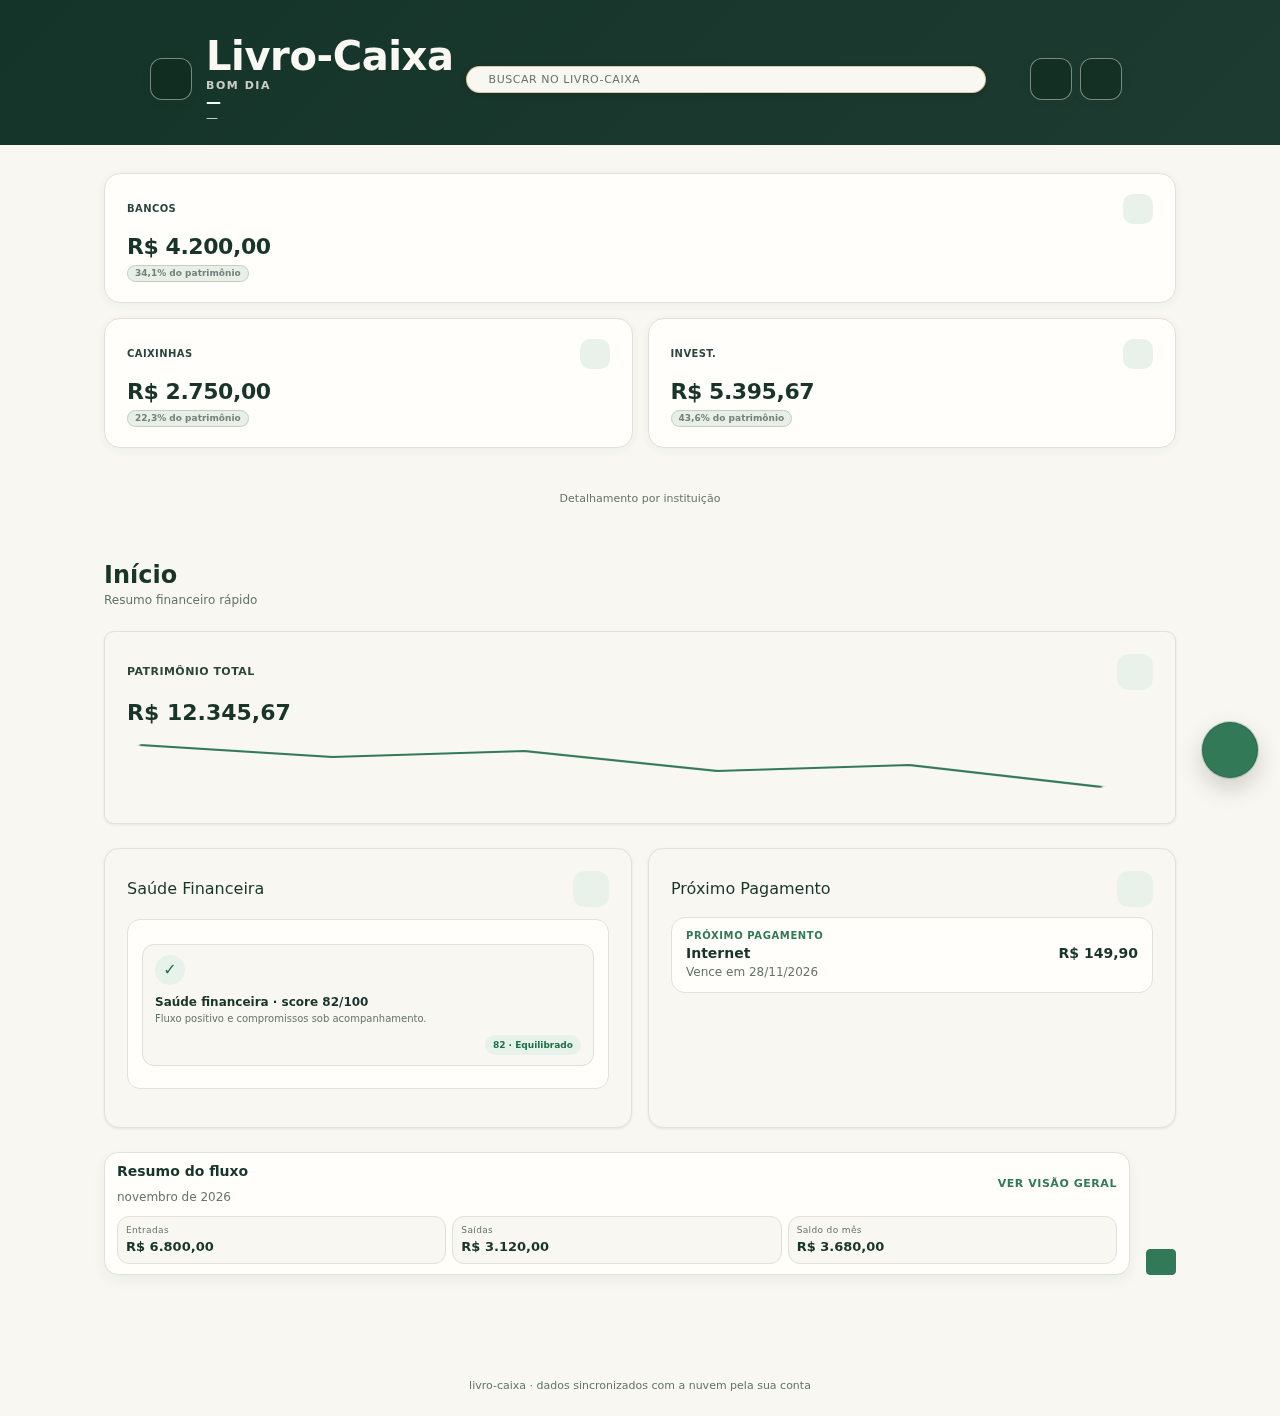 Livro-Caixa
BOM DIA
—
—
BUSCAR NO LIVRO-CAIXA
BANCOS
R$ 4.200,00
34,1% do patrimônio
CAIXINHAS
R$ 2.750,00
22,3% do patrimônio
INVEST.
R$ 5.395,67
43,6% do patrimônio
Detalhamento por instituição
Início
Resumo financeiro rápido
PATRIMÔNIO TOTAL
R$ 12.345,67
Saúde Financeira
✓
Saúde financeira · score 82/100
Fluxo positivo e compromissos sob acompanhamento.
82 · Equilibrado
Próximo Pagamento
PRÓXIMO PAGAMENTO
Internet
R$ 149,90
Vence em 28/11/2026
Resumo do fluxo
novembro de 2026
VER VISÃO GERAL
Entradas
R$ 6.800,00
Saídas
R$ 3.120,00
Saldo do mês
R$ 3.680,00
livro-caixa · dados sincronizados com a nuvem pela sua conta